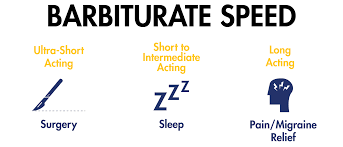 BARBITURATE SPEED
Ultra-Short
Acting
Surgery
Short to
Intermediate
Acting
zzz
Sleep
Long
Acting
Pain/Migraine
Relief